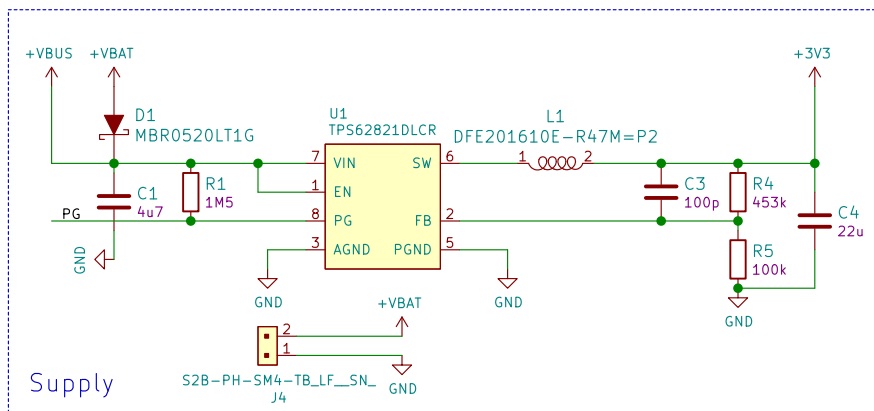 +VBUS
+VBAT
+3V3
D1
MBR0520LT1G
U1
TPS62821DLCR
L1
DFE201610E-R47M=P2
7 VIN SW 6
1 2
1 EN
R1
1M5
C1
4u7
C3
100p
R4
453k
PG
8 PG FB 2
C4
22u
3 AGND PGND 5
R5
100k
GND
GND
GND
GND
+VBAT
2
1
GND
S2B-PH-SM4-TB_LF__SN_
J4
Supply